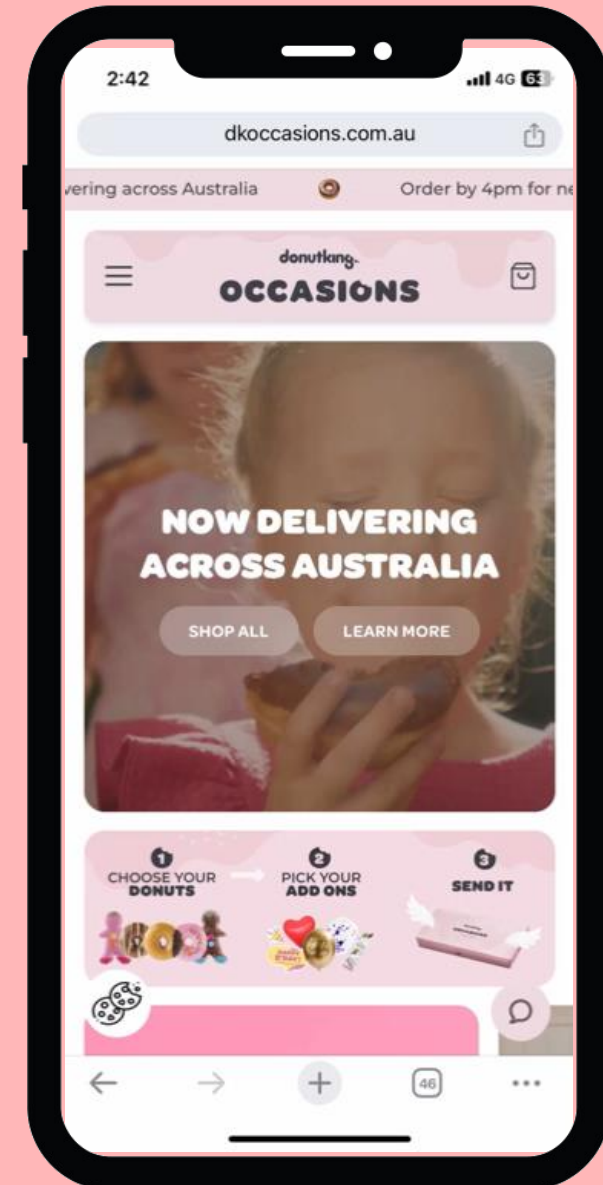 2:42
4G 63
dkoccasions.com.au
vering across Australia
Order by 4pm for ne
donutking.
OCCASIONS
NOW DELIVERING
ACROSS AUSTRALIA
SHOP ALL
LEARN MORE
1
CHOOSE YOUR
DONUTS
2
PICK YOUR
ADD ONS
3
SEND IT
46